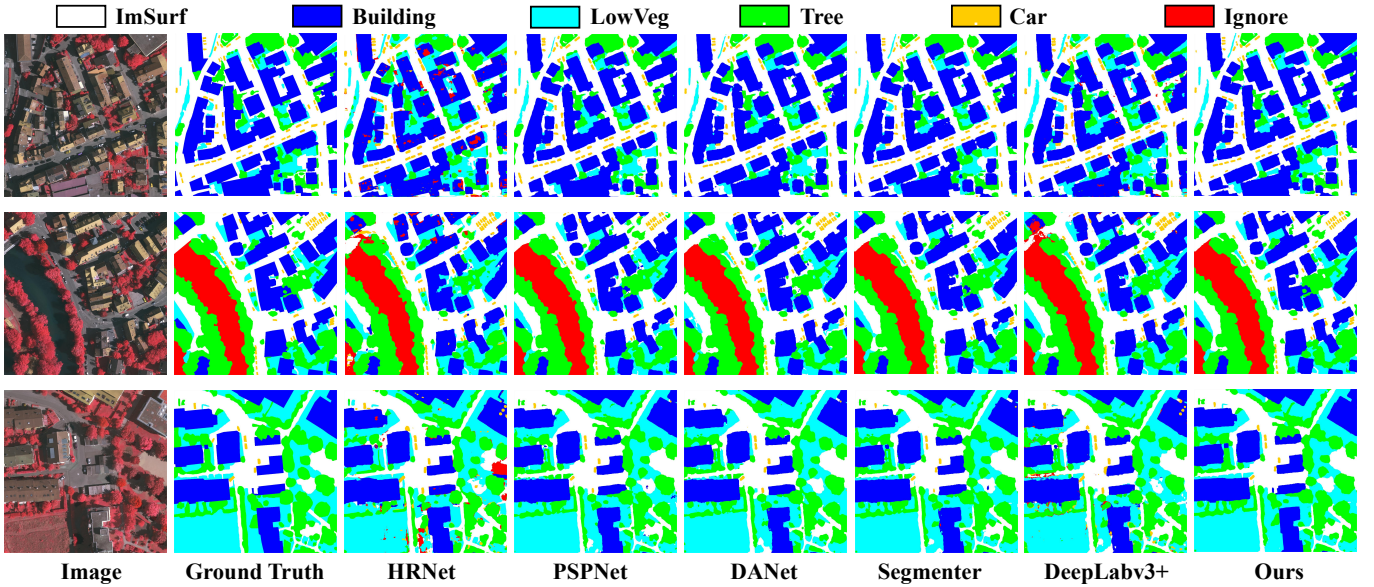 ImSurf Building LowVeg Tree Car Ignore
Image Ground Truth HRNet PSPNet DANet Segmenter DeepLabv3+ Ours